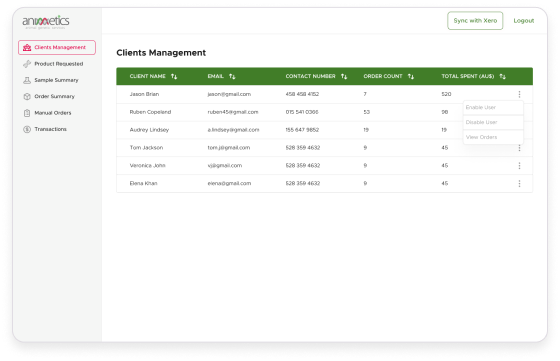 animetics
Sync with Xero
Logout
Clients Management
Product Requested
Sample Summary
Order Summary
Manual Orders
Transactions
Clients Management
CLIENT NAME EMAIL CONTACT NUMBER ORDER COUNT TOTAL SPENT (AU$)
Jason Brian jason@gmail.com 458 458 4152 7 520
Ruben Copeland ruben45@gmail.com 015 541 0366 53 98
Audrey Lindsey a.lindsey@gmail.com 155 647 9852 19 19
Tom Jackson tom.j@gmail.com 528 359 4632 9 45
Veronica John vj@gmail.com 528 359 4632 9 45
Elena Khan elena@gmail.com 528 359 4632 9 45
Enable User
Disable User
View Orders